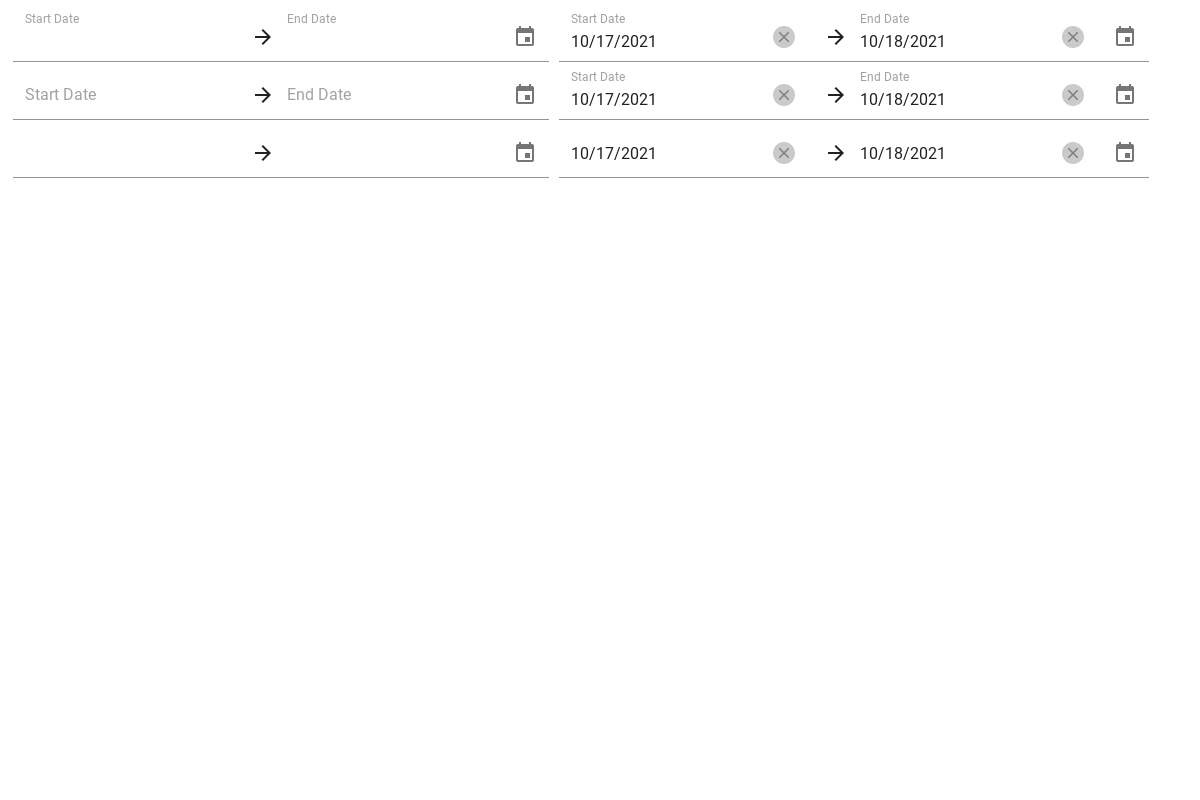 Start Date End Date Start Date End Date
10/17/2021 10/18/2021
Start Date End Date
Start Date End Date 10/17/2021 10/18/2021
10/17/2021 10/18/2021